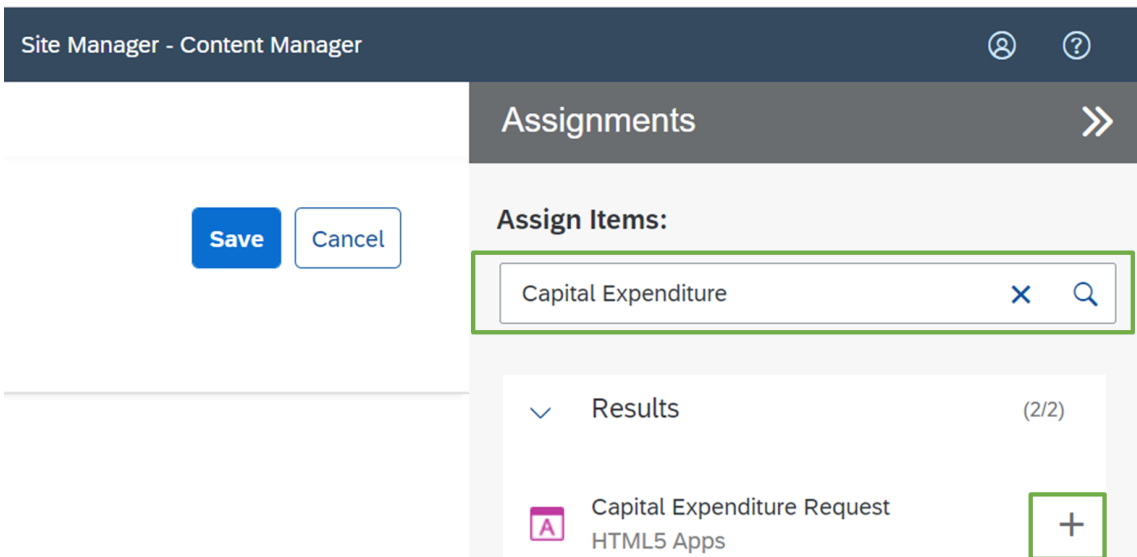 Site Manager - Content Manager
Assignments
Save
Cancel
Assign Items:
Capital Expenditure
Results
(2/2)
A
Capital Expenditure Request
HTML5 Apps